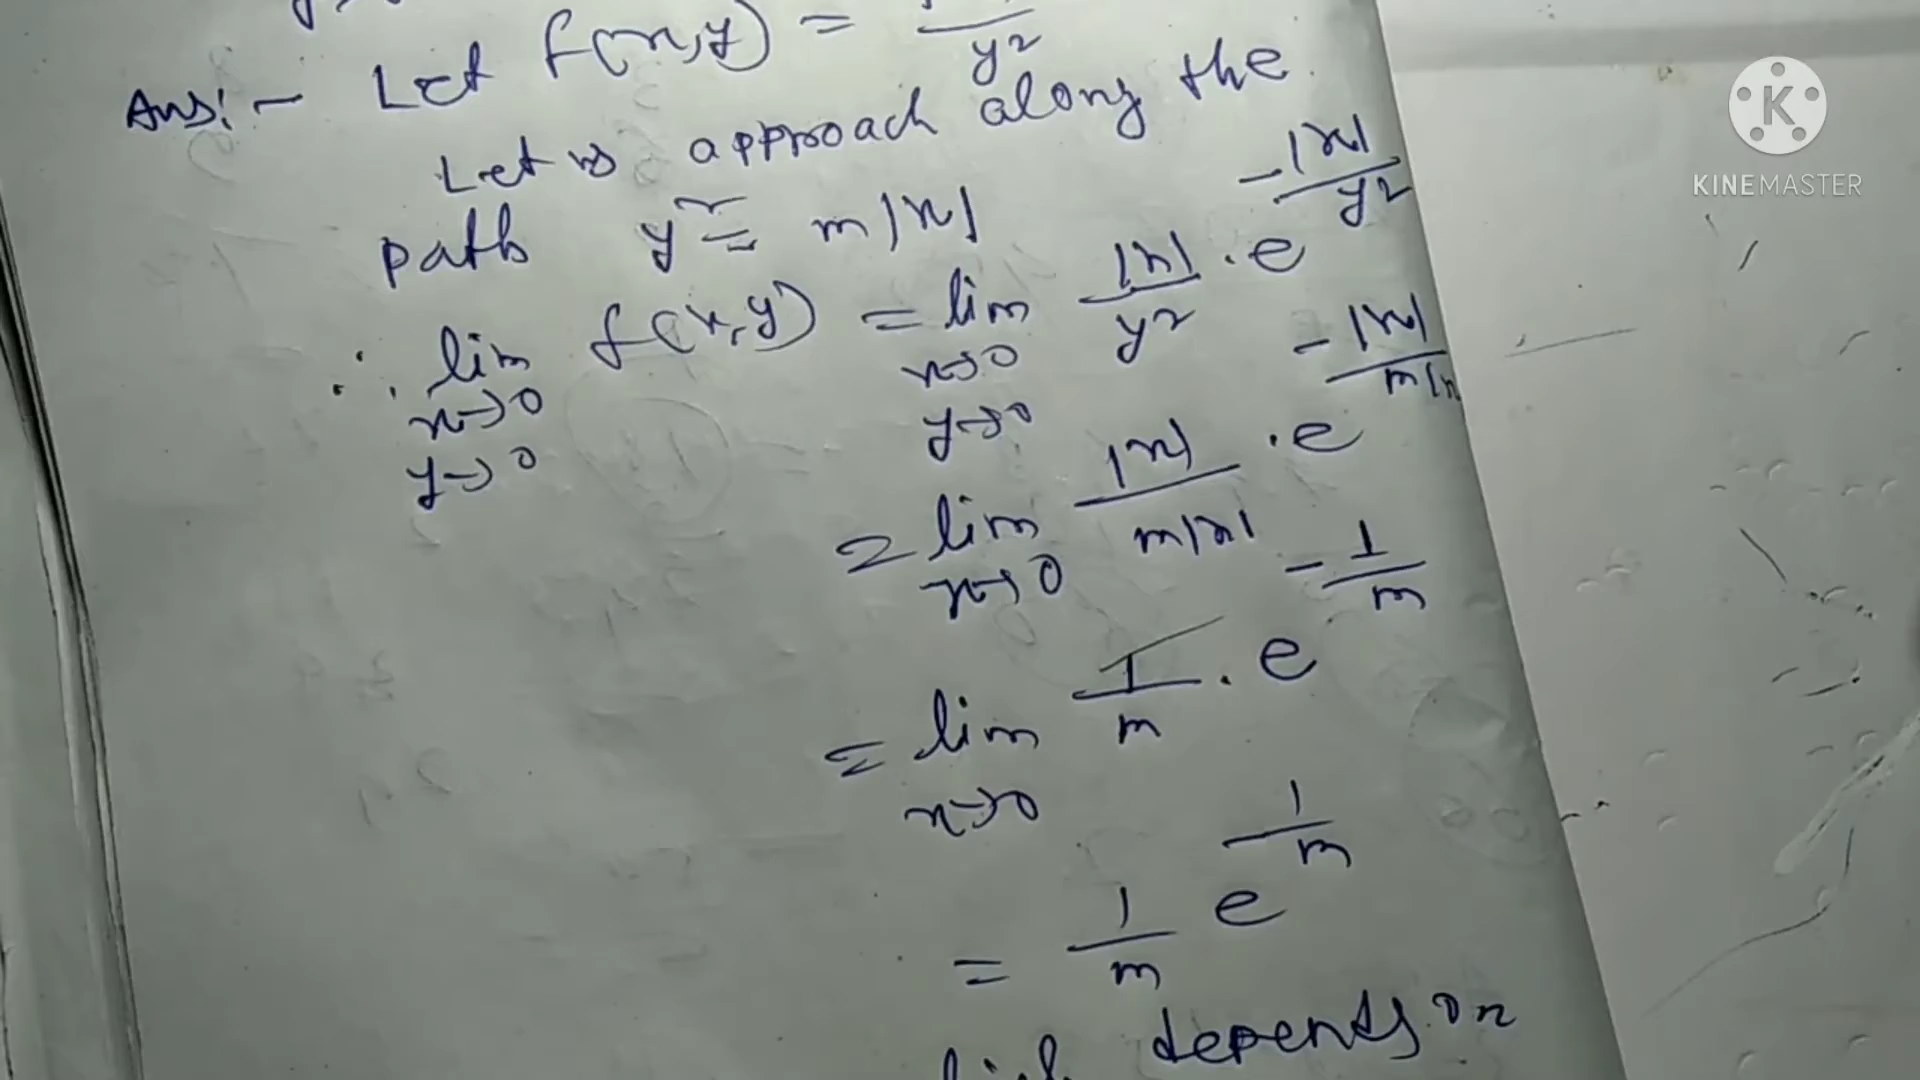 Ans:- Let f(x,y) = / y²
Let us approach along the
path y² = m|x|
∴ lim x→0 y→0 f(x,y) = lim x→0 y→0 |x|/y² . e^(-|x|/y²)
= lim x→0 |x|/m|x| . e^(-|x|/m|x
= lim x→0 1/m . e^(-1/m)
= 1/m e^(1/m)
depends on
KINEMASTER